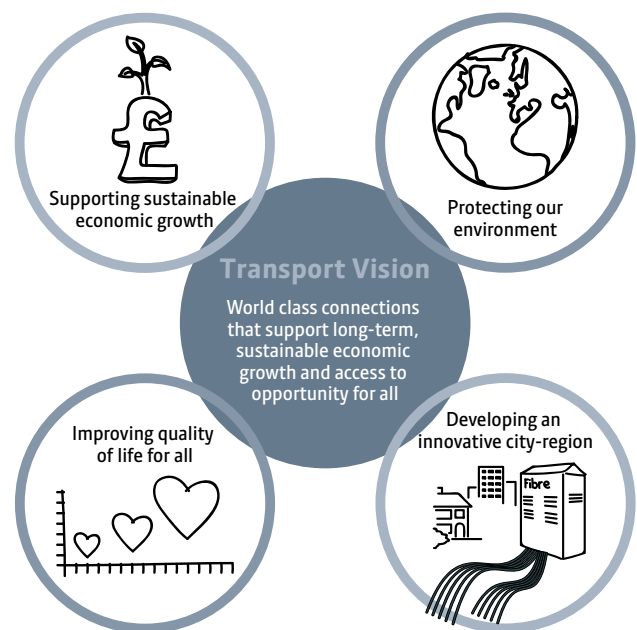 Supporting sustainable
economic growth
Protecting our
environment
Transport Vision
World class connections
that support long-term,
sustainable economic
growth and access to
opportunity for all
Improving quality
of life for all
Developing an
innovative city-region
Fibre